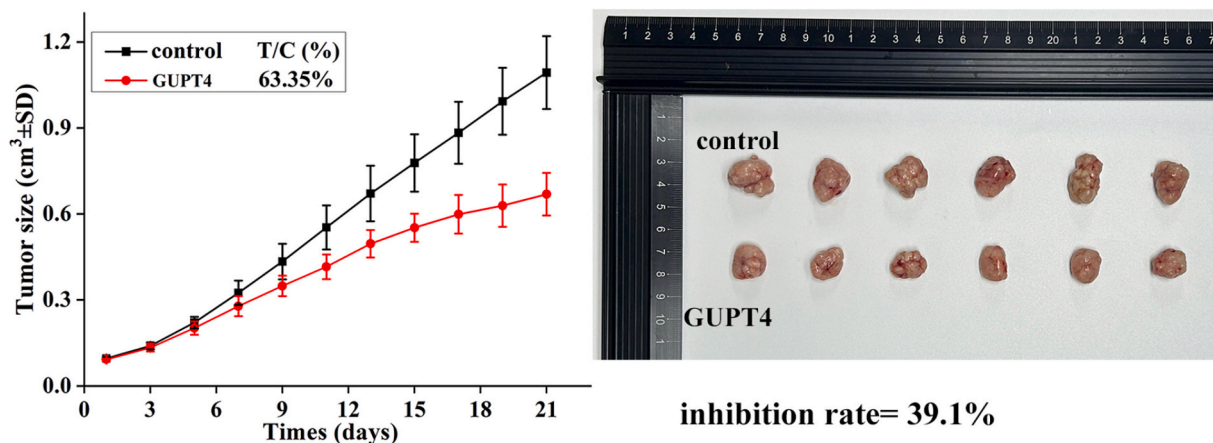 control T/C (%)
GUPT4 63.35%
1.2
0.9
0.6
0.3
0.0
Tumor size (cm³±SD)
0 3 6 9 12 15 18 21
Times (days)
1 2 3 4 5 6 7 8 9 10 1 2 3 4 5 6 7 8 9 20 1 2 3 4 5 6 7
1
2
3
4
5
6
7
8
9
10
1
control
GUPT4
inhibition rate= 39.1%